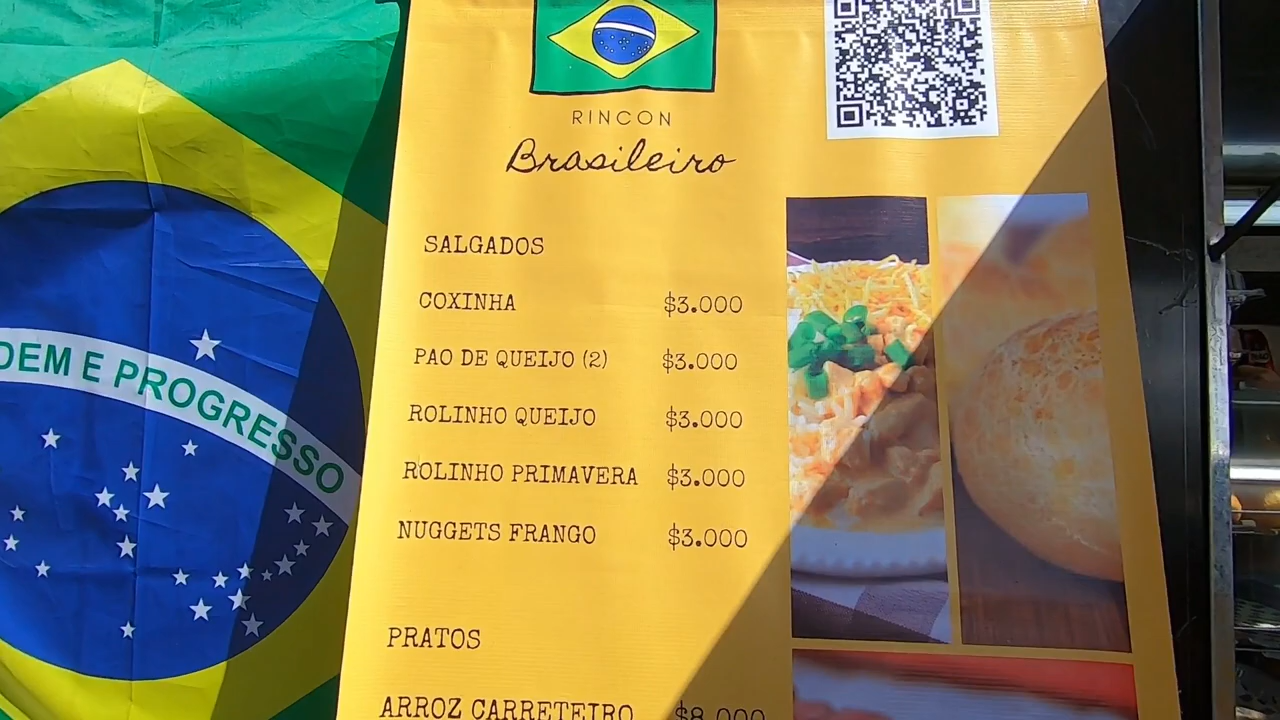 DEM E PROGRESSO
RINCON
Brasileiro
SALGADOS
COXINHA $3.000
PAO DE QUEIJO (2) $3.000
ROLINHO QUEIJO $3.000
ROLINHO PRIMAVERA $3.000
NUGGETS FRANGO $3.000
PRATOS
ARROZ CARRETEIRO $8.000